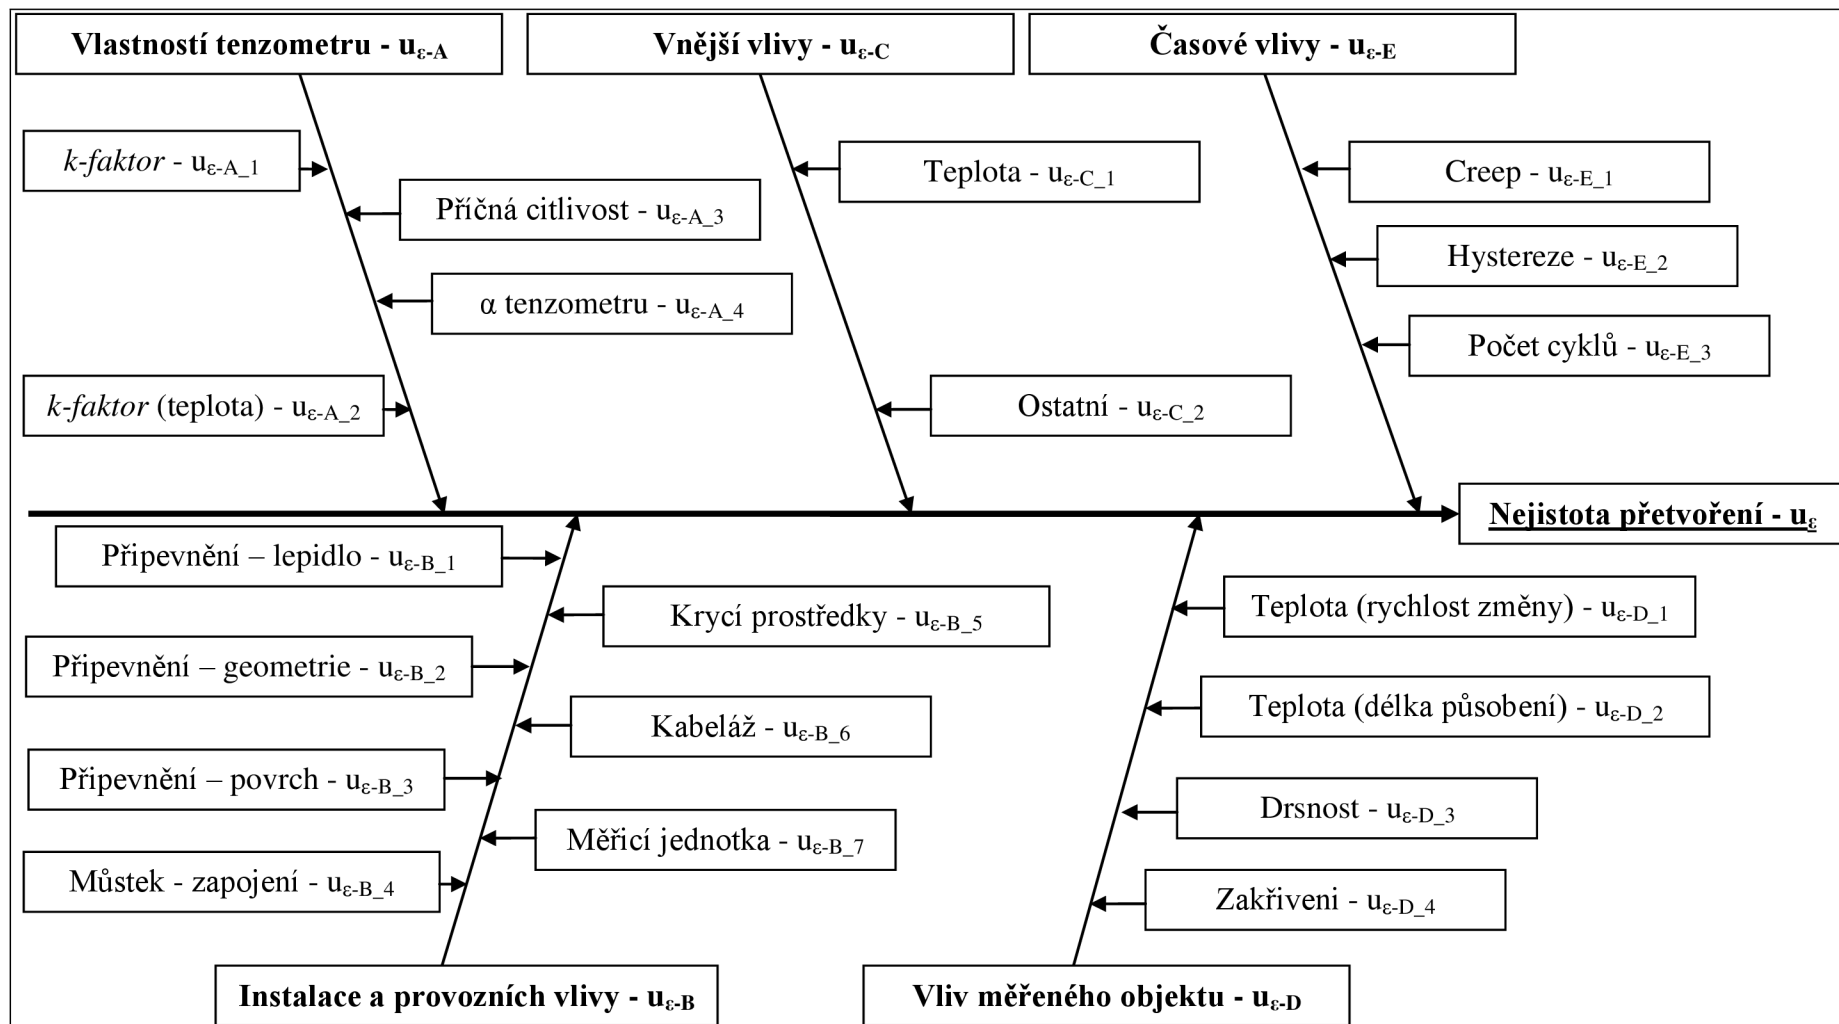 Vlastností tenzometru - uε-A
Vnější vlivy - uε-C
Časové vlivy - uε-E
k-faktor - uε-A_1
Teplota - uε-C_1
Creep - uε-E_1
Příčná citlivost - uε-A_3
Hystereze - uε-E_2
α tenzometru - uε-A_4
Počet cyklů - uε-E_3
k-faktor (teplota) - uε-A_2
Ostatní - uε-C_2
Nejistota přetvoření - uε
Připevnění – lepidlo - uε-B_1
Krycí prostředky - uε-B_5
Teplota (rychlost změny) - uε-D_1
Připevnění – geometrie - uε-B_2
Kabeláž - uε-B_6
Teplota (délka působení) - uε-D_2
Připevnění – povrch - uε-B_3
Měřicí jednotka - uε-B_7
Drsnost - uε-D_3
Můstek - zapojení - uε-B_4
Zakřiveni - uε-D_4
Instalace a provozních vlivy - uε-B
Vliv měřeného objektu - uε-D